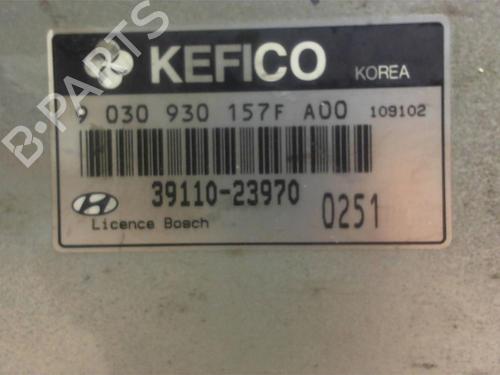 KEFICO KOREA
9 030 930 157F A00 109102
39110-23970
0251
Licence Bosch
B-PARTS